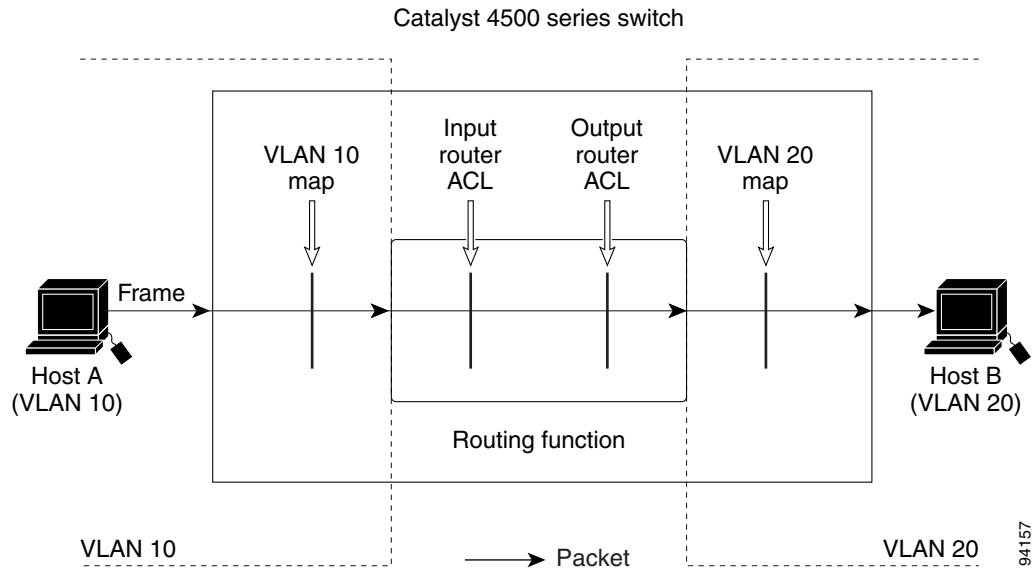 Catalyst 4500 series switch
VLAN 10
map
Input
router
ACL
Output
router
ACL
VLAN 20
map
Frame
Host A
(VLAN 10)
Host B
(VLAN 20)
Routing function
VLAN 10
Packet
VLAN 20
94157